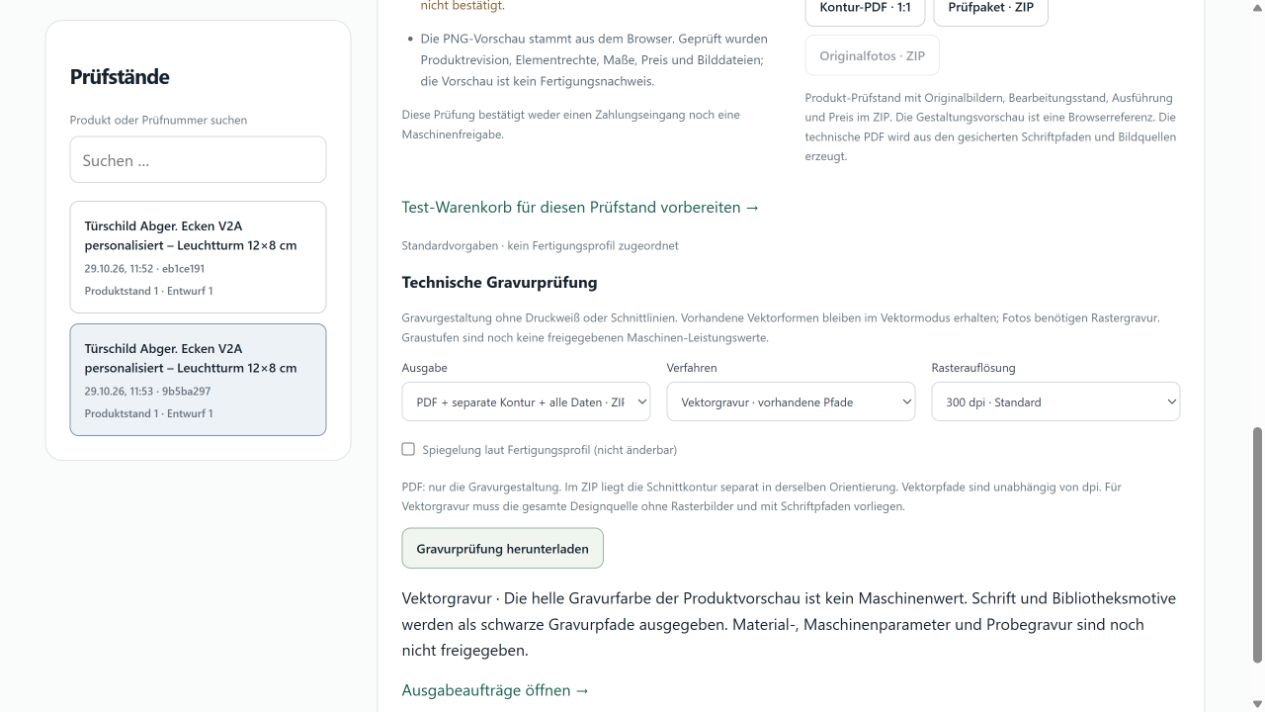 Prüfstände
Produkt oder Prüfnummer suchen
Suchen ...
Türschild Abger. Ecken V2A
personalisiert – Leuchtturm 12×8 cm
29.10.26, 11:52 · eb1ce191
Produktstand 1 · Entwurf 1
Türschild Abger. Ecken V2A
personalisiert – Leuchtturm 12×8 cm
29.10.26, 11:53 · 9b5ba297
Produktstand 1 · Entwurf 1
nicht bestätigt.
• Die PNG-Vorschau stammt aus dem Browser. Geprüft wurden
Produktrevision, Elementrechte, Maße, Preis und Bilddateien;
die Vorschau ist kein Fertigungsnachweis.
Diese Prüfung bestätigt weder einen Zahlungseingang noch eine
Maschinenfreigabe.
Kontur-PDF · 1:1
Prüfpaket · ZIP
Originalfotos · ZIP
Produkt-Prüfstand mit Originalbildern, Bearbeitungsstand, Ausführung
und Preis im ZIP. Die Gestaltungsvorschau ist eine Browserreferenz. Die
technische PDF wird aus den gesicherten Schriftpfaden und Bildquellen
erzeugt.
Test-Warenkorb für diesen Prüfstand vorbereiten →
Standardvorgaben · kein Fertigungsprofil zugeordnet
Technische Gravurprüfung
Gravurgestaltung ohne Druckweiß oder Schnittlinien. Vorhandene Vektorformen bleiben im Vektormodus erhalten; Fotos benötigen Rastergravur.
Graustufen sind noch keine freigegebenen Maschinen-Leistungswerte.
Ausgabe
PDF + separate Kontur + alle Daten · ZIP
Verfahren
Vektorgravur · vorhandene Pfade
Rasterauflösung
300 dpi · Standard
Spiegelung laut Fertigungsprofil (nicht änderbar)
PDF: nur die Gravurgestaltung. Im ZIP liegt die Schnittkontur separat in derselben Orientierung. Vektorpfade sind unabhängig von dpi. Für
Vektorgravur muss die gesamte Designquelle ohne Rasterbilder und mit Schriftpfaden vorliegen.
Gravurprüfung herunterladen
Vektorgravur · Die helle Gravurfarbe der Produktvorschau ist kein Maschinenwert. Schrift und Bibliotheksmotive
werden als schwarze Gravurpfade ausgegeben. Material-, Maschinenparameter und Probegravur sind noch
nicht freigegeben.
Ausgabeaufträge öffnen →